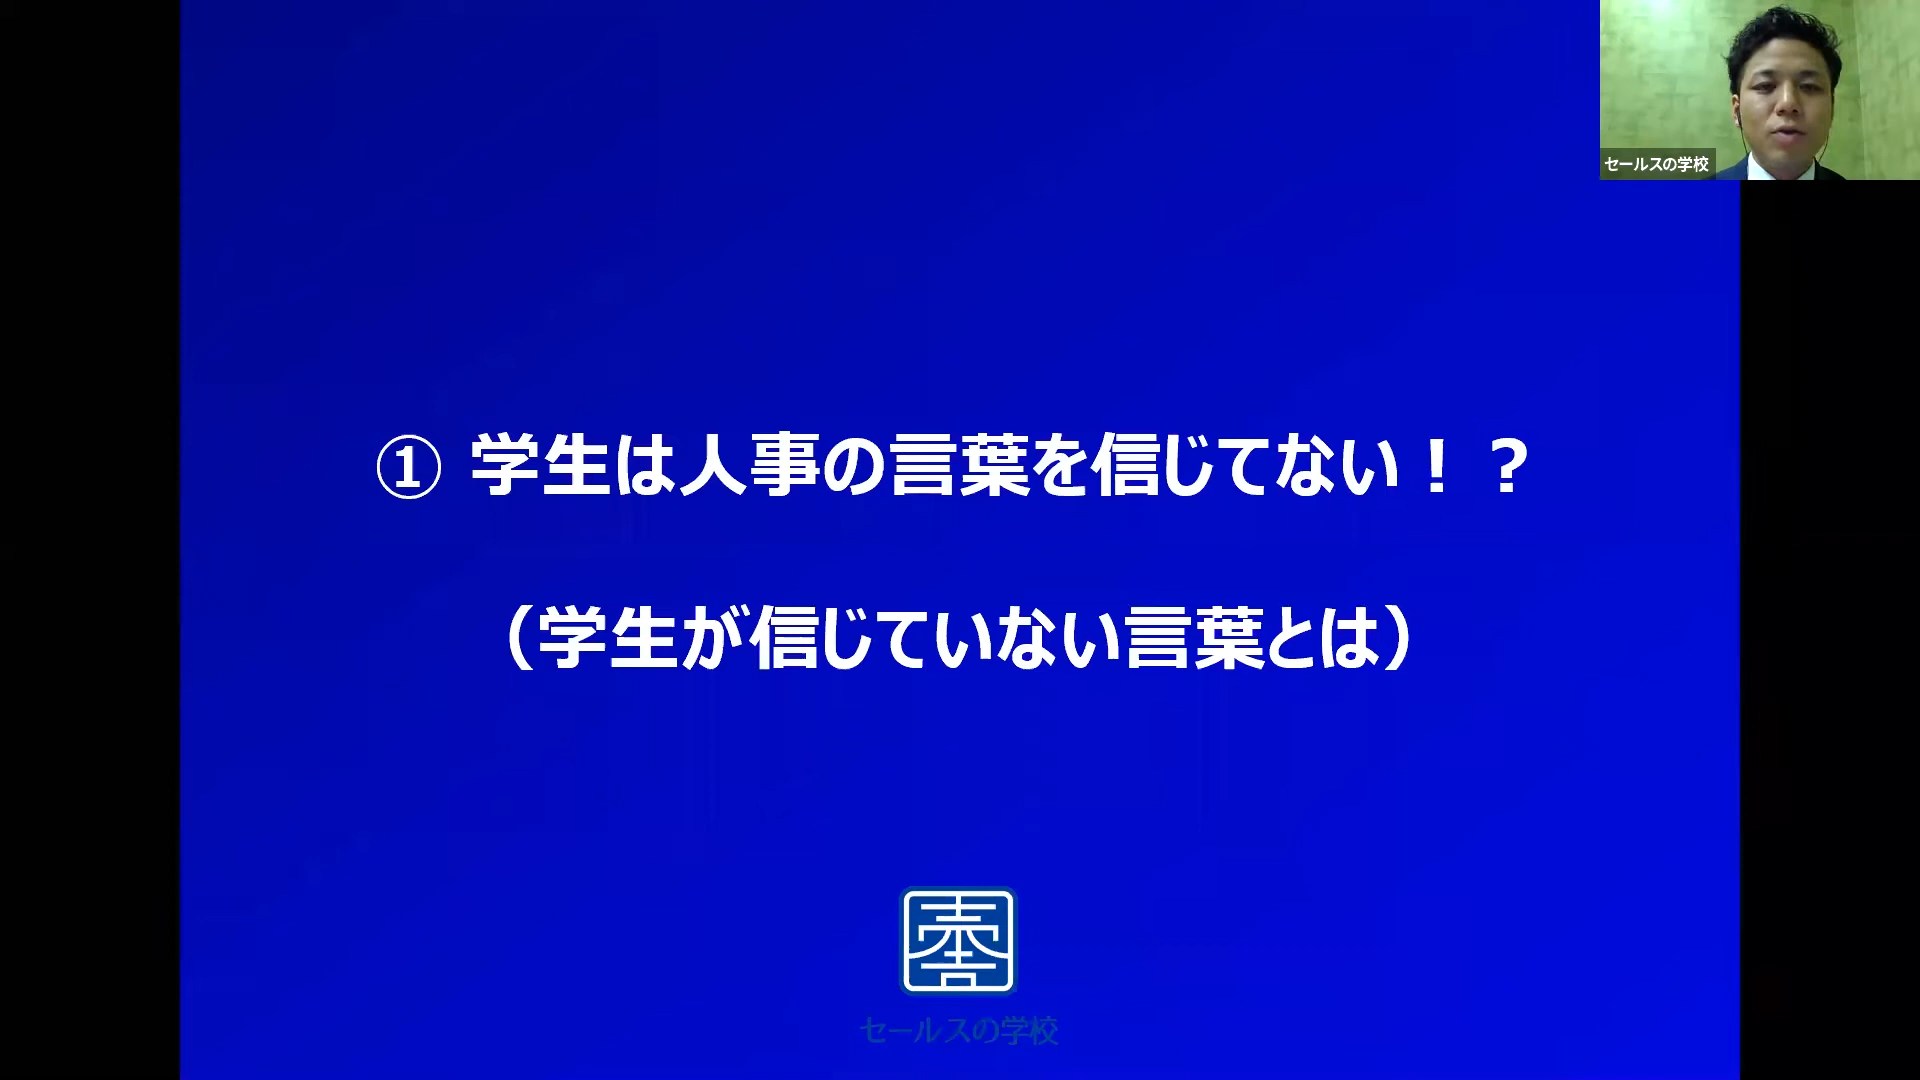 セールスの学校
① 学生は人事の言葉を信じてない！？
（学生が信じていない言葉とは）
セールスの学校